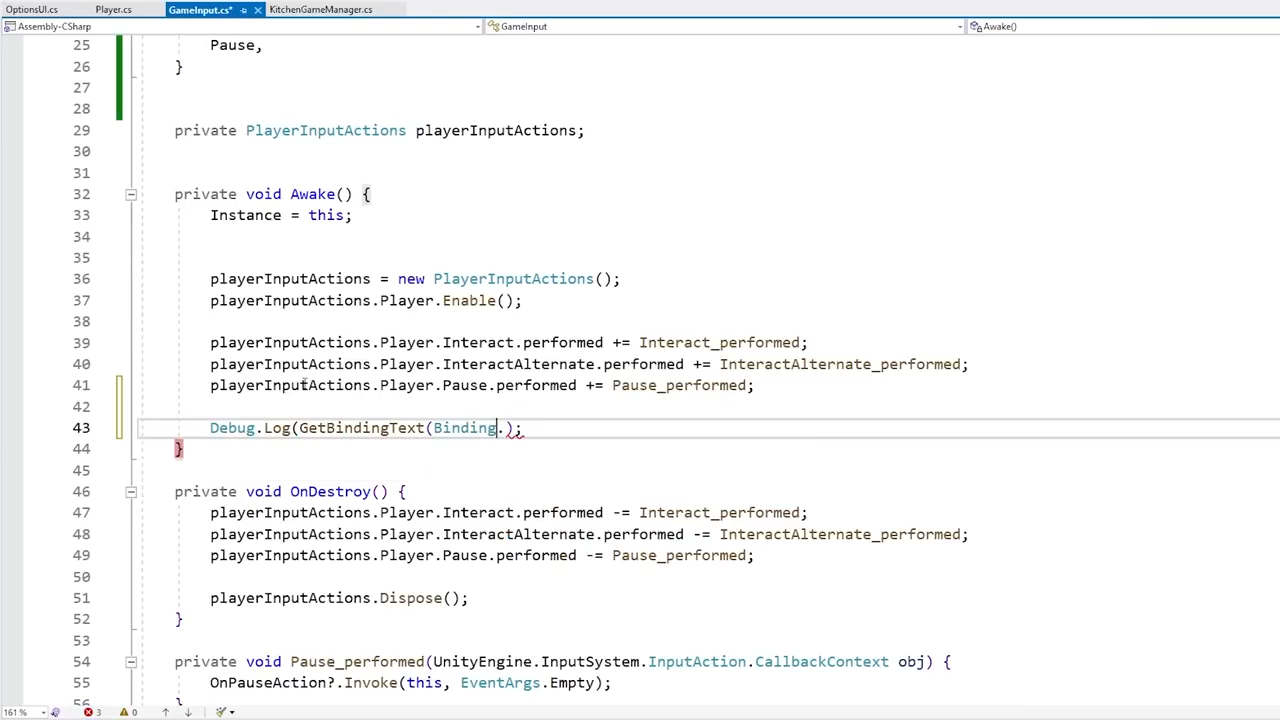 OptionsUI.cs Player.cs GameInput.cs* KitchenGameManager.cs
Assembly-CSharp GameInput Awake()
25 Pause,
26 }
27
28
29 private PlayerInputActions playerInputActions;
30
31
32 private void Awake() {
33 Instance = this;
34
35
36 playerInputActions = new PlayerInputActions();
37 playerInputActions.Player.Enable();
38
39 playerInputActions.Player.Interact.performed += Interact_performed;
40 playerInputActions.Player.InteractAlternate.performed += InteractAlternate_performed;
41 playerInputActions.Player.Pause.performed += Pause_performed;
42
43 Debug.Log(GetBindingText(Binding.);
44 }
45
46 private void OnDestroy() {
47 playerInputActions.Player.Interact.performed -= Interact_performed;
48 playerInputActions.Player.InteractAlternate.performed -= InteractAlternate_performed;
49 playerInputActions.Player.Pause.performed -= Pause_performed;
50
51 playerInputActions.Dispose();
52 }
53
54 private void Pause_performed(UnityEngine.InputSystem.InputAction.CallbackContext obj) {
55 OnPauseAction?.Invoke(this, EventArgs.Empty);
56 }
161 % 3 0